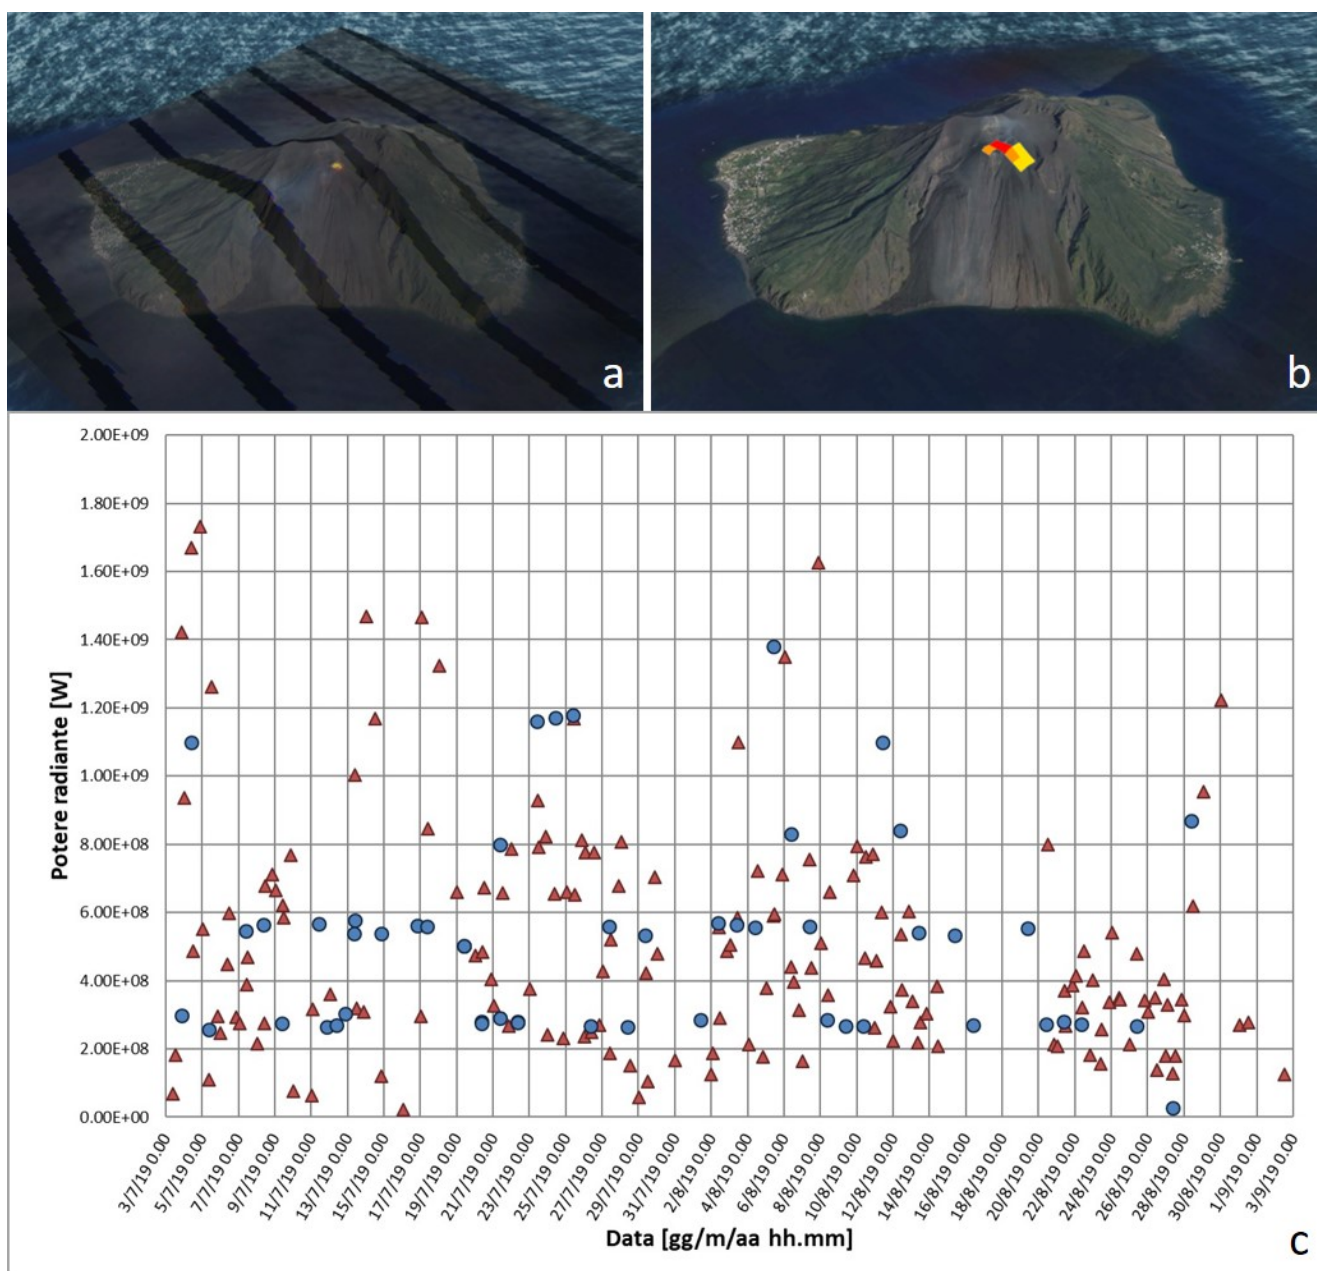 a
b
2.00E+09
1.80E+09
1.60E+09
1.40E+09
1.20E+09
1.00E+09
8.00E+08
6.00E+08
4.00E+08
2.00E+08
0.00E+00
Potere radiante [W]
3/7/19 0.00
5/7/19 0.00
7/7/19 0.00
9/7/19 0.00
11/7/19 0.00
13/7/19 0.00
15/7/19 0.00
17/7/19 0.00
19/7/19 0.00
21/7/19 0.00
23/7/19 0.00
25/7/19 0.00
27/7/19 0.00
29/7/19 0.00
31/7/19 0.00
2/8/19 0.00
4/8/19 0.00
6/8/19 0.00
8/8/19 0.00
10/8/19 0.00
12/8/19 0.00
14/8/19 0.00
16/8/19 0.00
18/8/19 0.00
20/8/19 0.00
22/8/19 0.00
24/8/19 0.00
26/8/19 0.00
28/8/19 0.00
30/8/19 0.00
1/9/19 0.00
3/9/19 0.00
Data [gg/m/aa hh.mm]
c